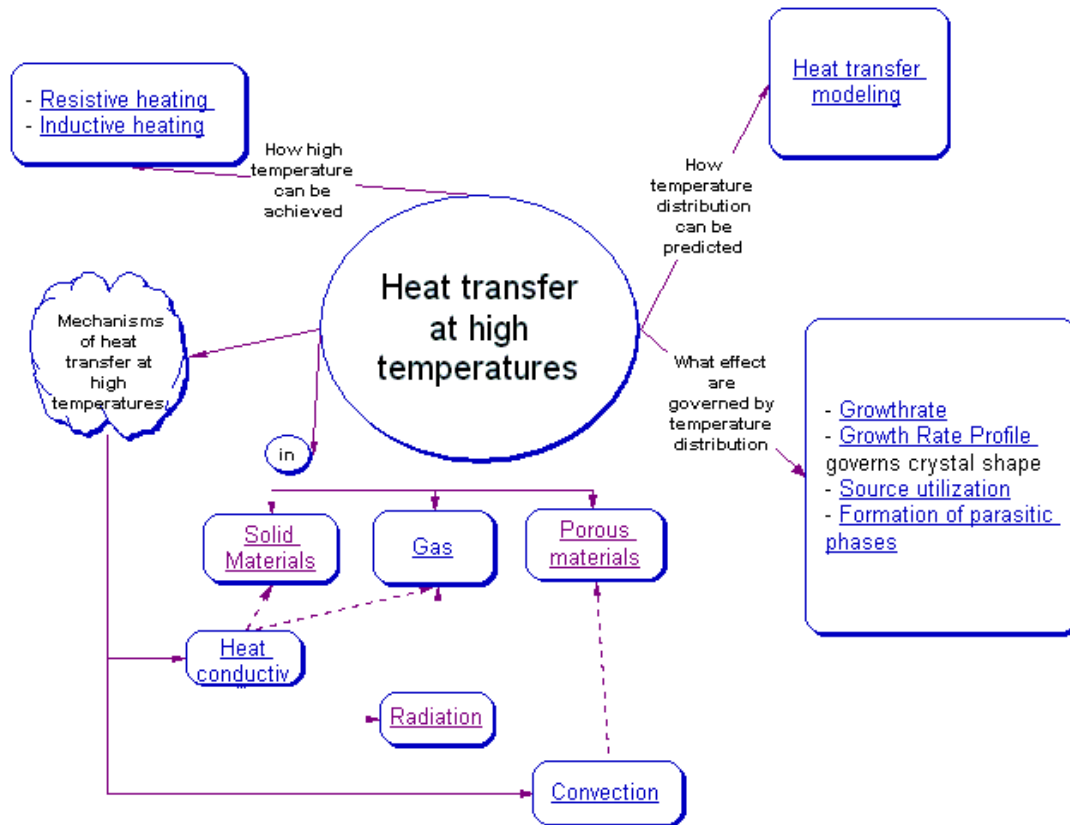 - Resistive heating
- Inductive heating
How high
temperature
can be
achieved
Heat transfer
modeling
How
temperature
distribution
can be
predicted
Heat transfer
at high
temperatures
Mechanisms
of heat
transfer at
high
temperatures
What effect
are
governed by
temperature
distribution
- Growthrate
- Growth Rate Profile
governs crystal shape
- Source utilization
- Formation of parasitic
phases
in
Solid
Materials
Gas
Porous
materials
Heat
conductiv
Radiation
Convection